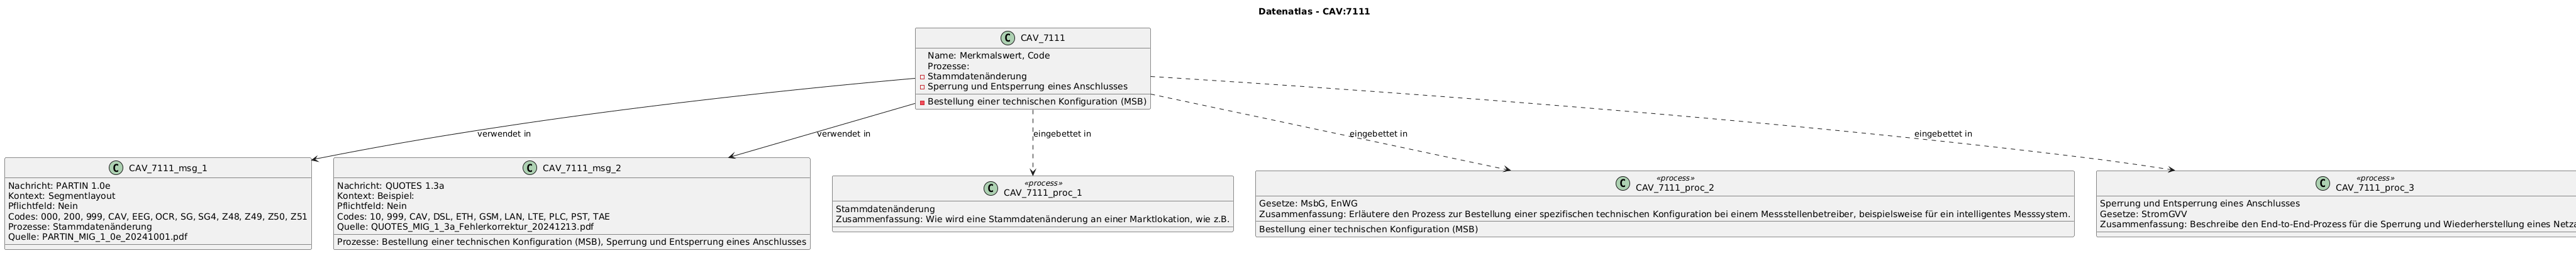 Datenatlas - CAV:7111
C CAV_7111
Name: Merkmalswert, Code
Prozesse:
Stammdatenänderung
Sperrung und Entsperrung eines Anschlusses
Bestellung einer technischen Konfiguration (MSB)
verwendet in
verwendet in
eingebettet in
eingebettet in
eingebettet in
C CAV_7111_msg_1
Nachricht: PARTIN 1.0e
Kontext: Segmentlayout
Pflichtfeld: Nein
Codes: 000, 200, 999, CAV, EEG, OCR, SG, SG4, Z48, Z49, Z50, Z51
Prozesse: Stammdatenänderung
Quelle: PARTIN_MIG_1_0e_20241001.pdf
C CAV_7111_msg_2
Nachricht: QUOTES 1.3a
Kontext: Beispiel:
Pflichtfeld: Nein
Codes: 10, 999, CAV, DSL, ETH, GSM, LAN, LTE, PLC, PST, TAE
Quelle: QUOTES_MIG_1_3a_Fehlerkorrektur_20241213.pdf
Prozesse: Bestellung einer technischen Konfiguration (MSB), Sperrung und Entsperrung eines Anschlusses
«process»
C CAV_7111_proc_1
Stammdatenänderung
Zusammenfassung: Wie wird eine Stammdatenänderung an einer Marktlokation, wie z.B.
«process»
C CAV_7111_proc_2
Gesetze: MsbG, EnWG
Zusammenfassung: Erläutere den Prozess zur Bestellung einer spezifischen technischen Konfiguration bei einem Messstellenbetreiber, beispielsweise für ein intelligentes Messsystem.
Bestellung einer technischen Konfiguration (MSB)
«process»
C CAV_7111_proc_3
Sperrung und Entsperrung eines Anschlusses
Gesetze: StromGVV
Zusammenfassung: Beschreibe den End-to-End-Prozess für die Sperrung und Wiederherstellung eines